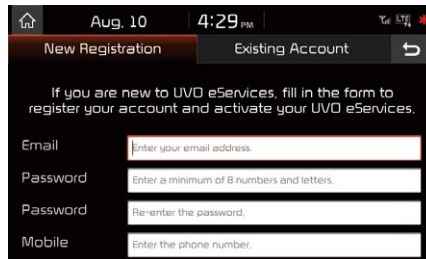 Aug. 10 4:29 PM LTE
New Registration Existing Account
If you are new to UVO eServices, fill in the form to
register your account and activate your UVO eServices.
Email Enter your email address.
Password Enter a minimum of 8 numbers and letters.
Password Re-enter the password.
Mobile Enter the phone number.